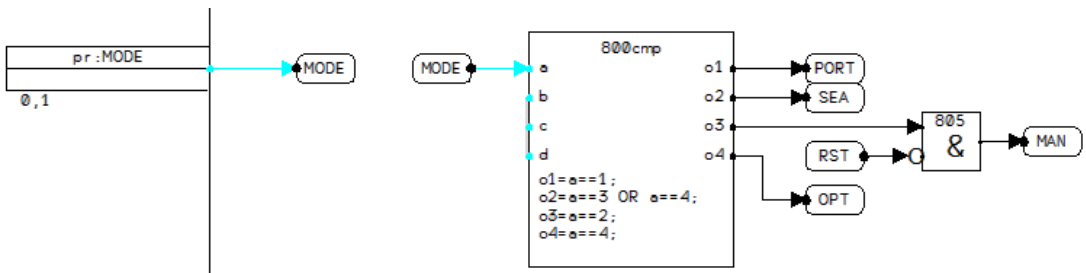 pr:MODE
0,1
MODE
MODE
800cmp
a
b
c
d
o1
o2
o3
o4
o1=a==1;
o2=a==3 OR a==4;
o3=a==2;
o4=a==4;
PORT
SEA
RST
OPT
805
&
MAN